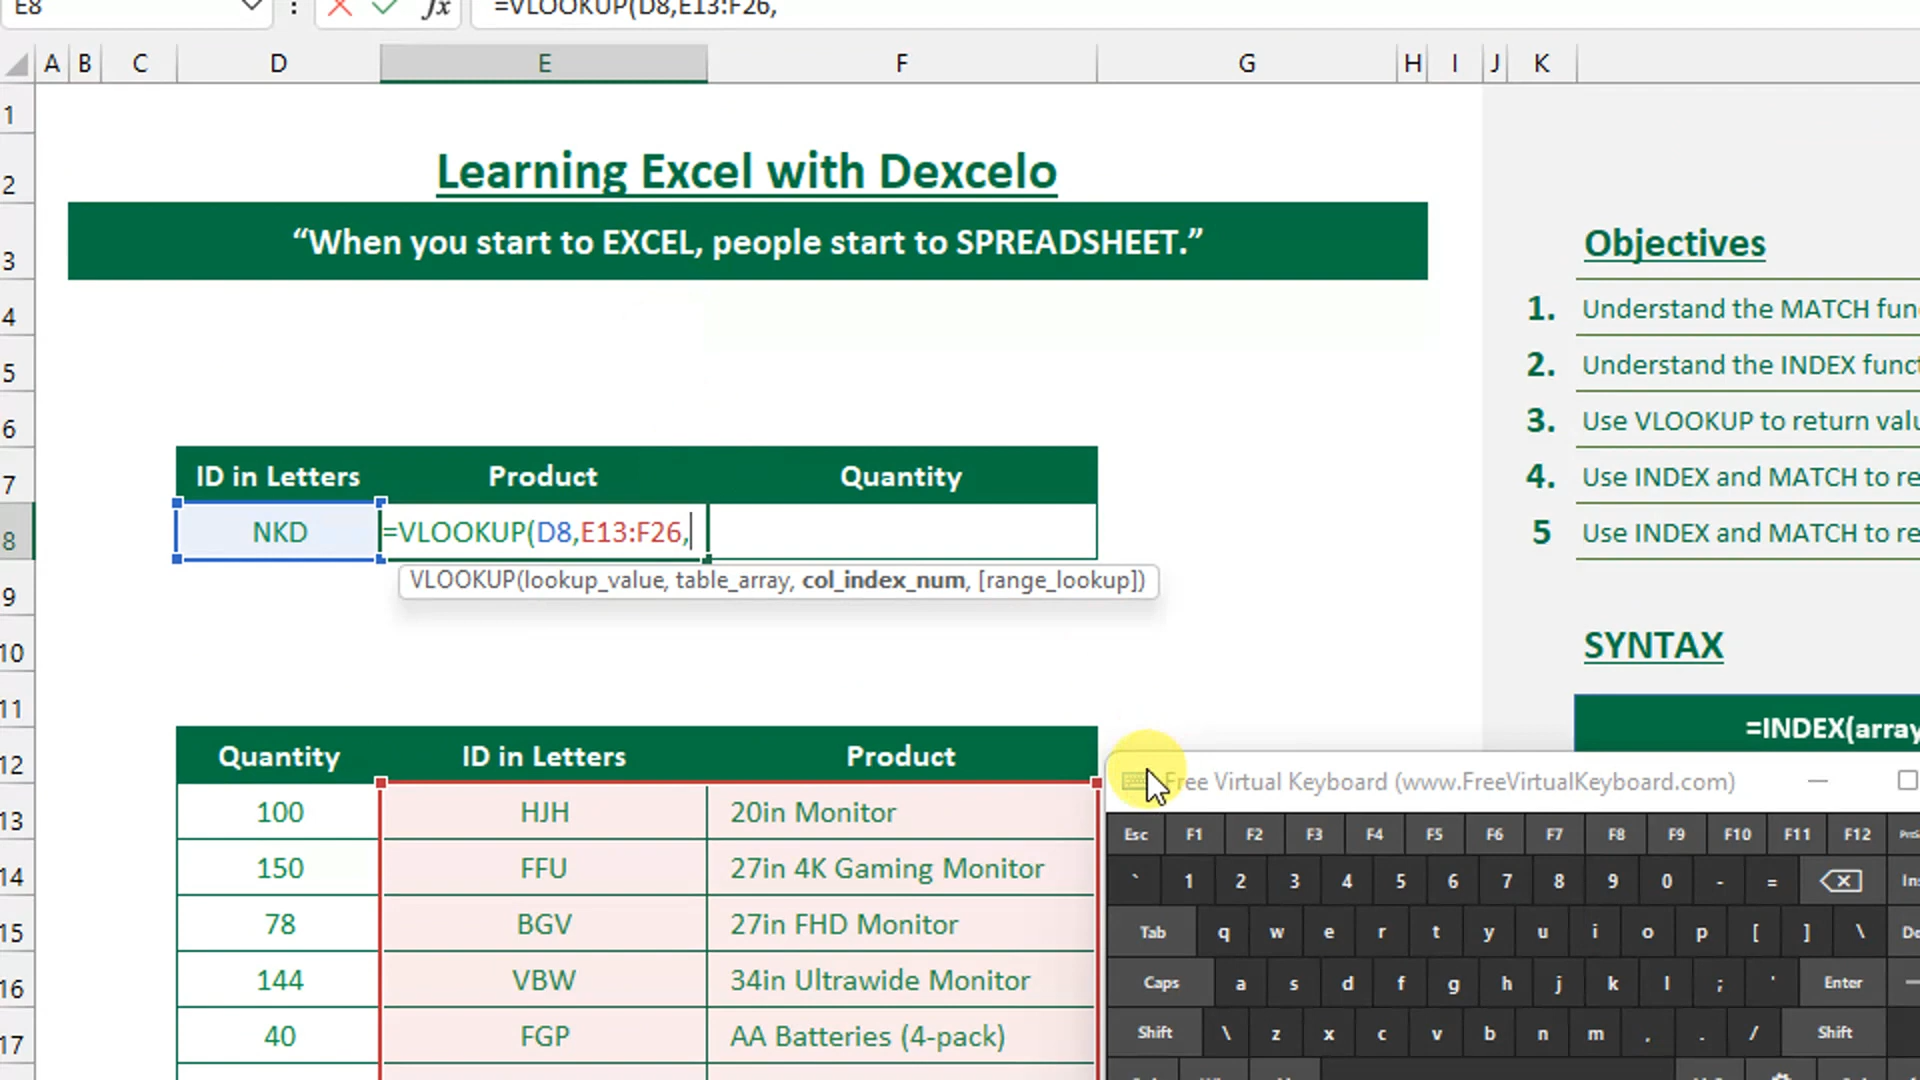 E8 fx =VLOOKUP(D8,E13:F26,
A B C D E F G H I J K
1
Learning Excel with Dexcelo
2
“When you start to EXCEL, people start to SPREADSHEET.”
3
Objectives
4
1. Understand the MATCH
5
2. Understand the INDEX
6
3. Use VLOOKUP to return
7
ID in Letters Product Quantity
4. Use INDEX and MATCH to
8
NKD =VLOOKUP(D8,E13:F26,
5 Use INDEX and MATCH to
VLOOKUP(lookup_value, table_array, col_index_num, [range_lookup])
9
10
SYNTAX
11
=INDEX(array
12
Quantity ID in Letters Product
13
100 HJH 20in Monitor
14
150 FFU 27in 4K Gaming Monitor
15
78 BGV 27in FHD Monitor
16
144 VBW 34in Ultrawide Monitor
17
40 FGP AA Batteries (4-pack)
Free Virtual Keyboard (www.FreeVirtualKeyboard.com)
Esc F1 F2 F3 F4 F5 F6 F7 F8 F9 F10 F11 F12
` 1 2 3 4 5 6 7 8 9 0 - =
Tab q w e r t y u i o p [ ] \
Caps a s d f g h j k l ; ' Enter
Shift \ z x c v b n m , . / Shift